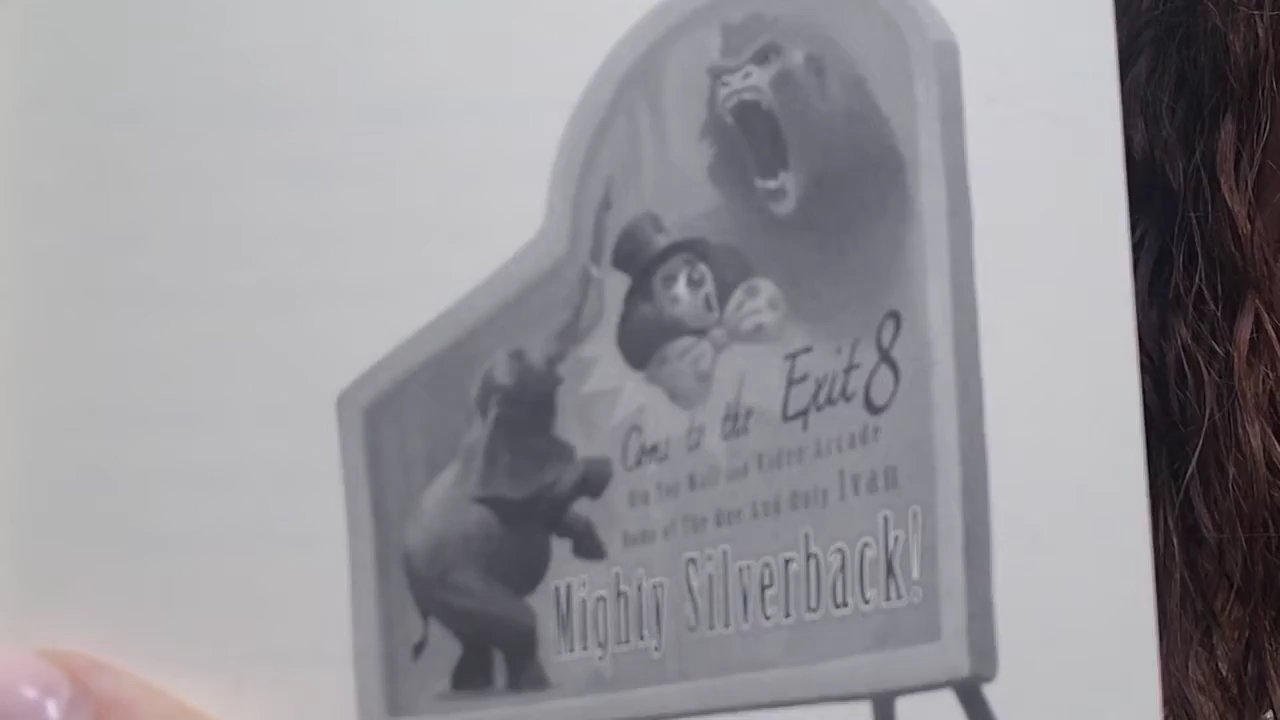 Come to the Exit 8
Big Top Mall and Video Arcade
Home of The One And Only Ivan
Mighty Silverback!